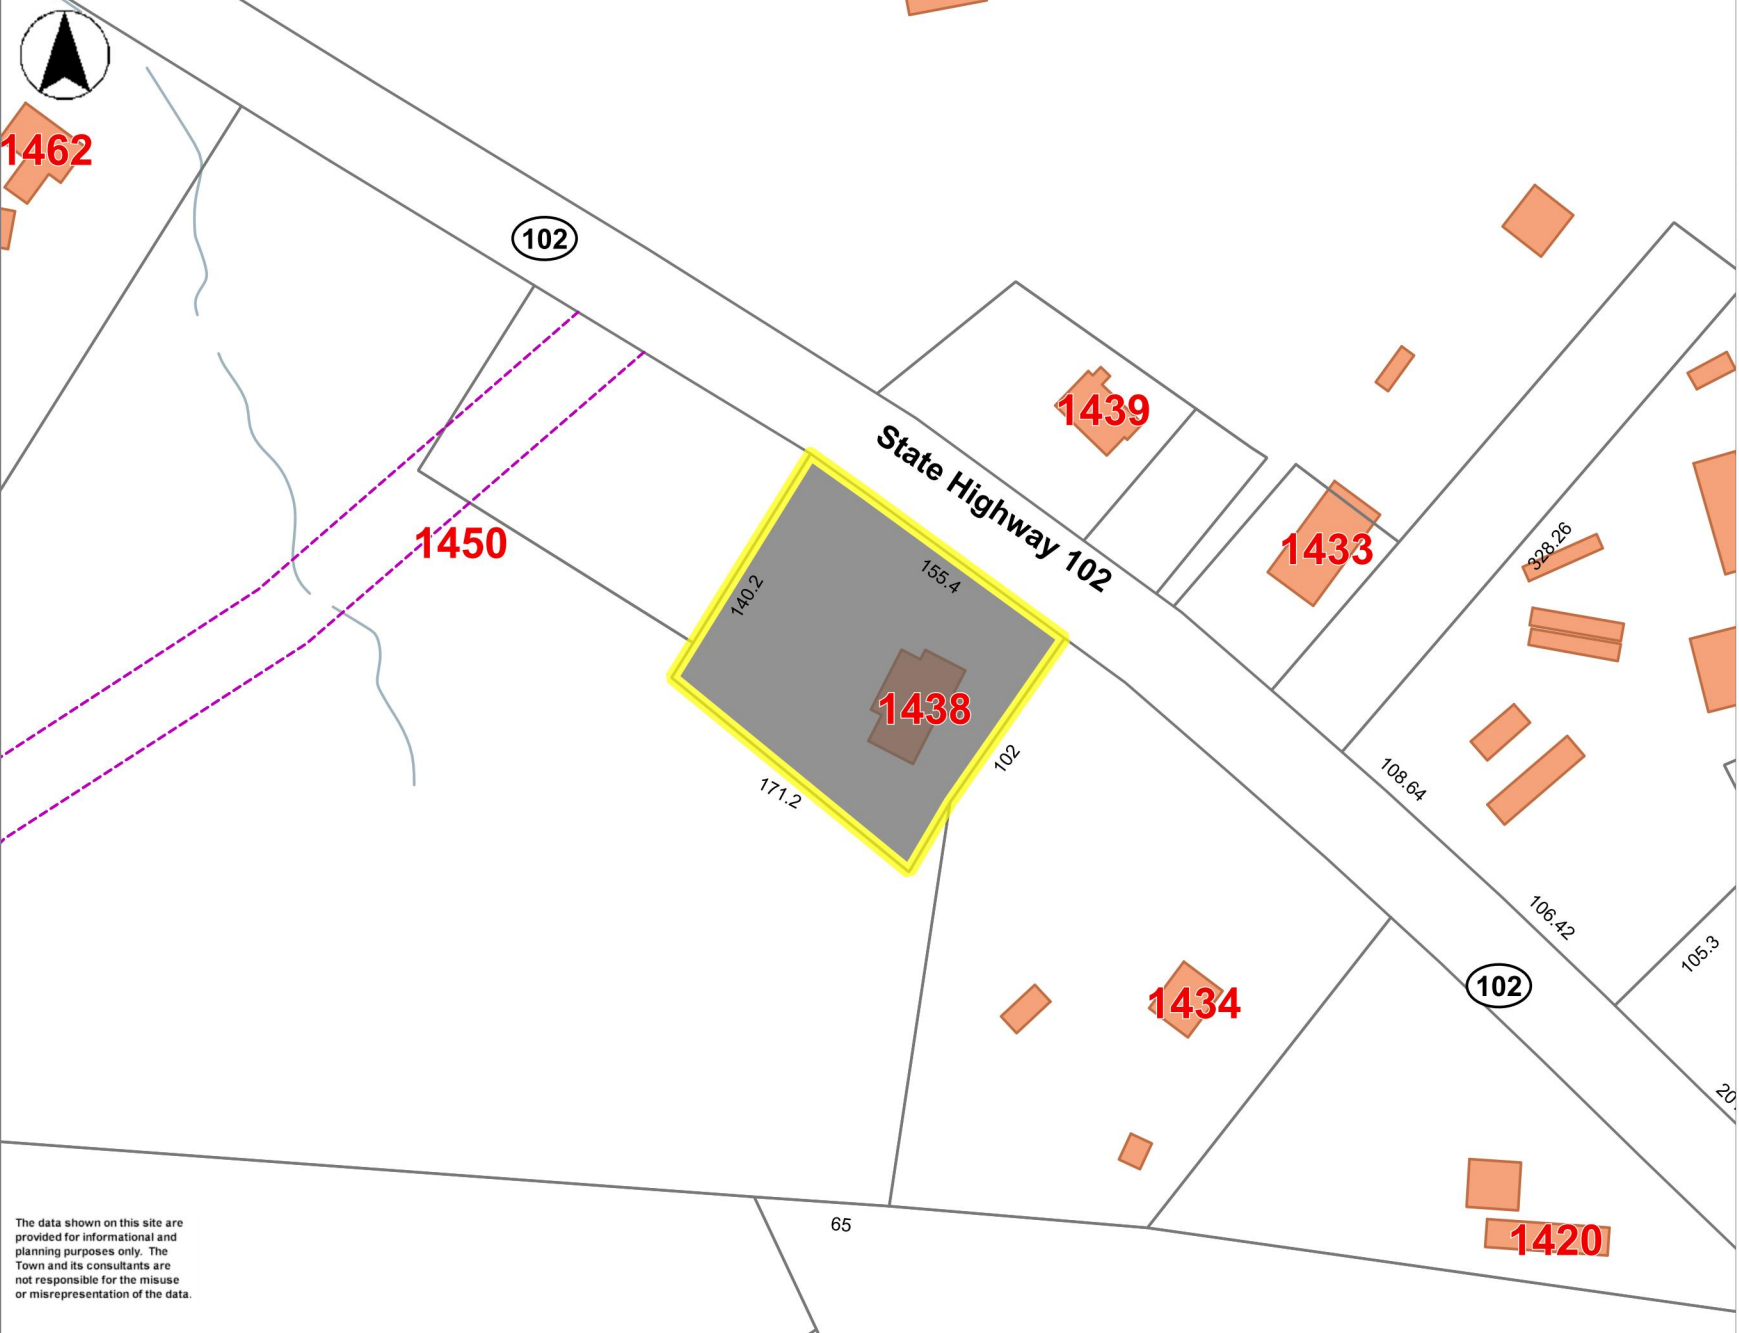 1462
102
1439
State Highway 102
1433
328.26
1450
155.4
140.2
1438
102
171.2
108.64
106.42
105.3
102
1434
20
65
1420
The data shown on this site are
provided for informational and
planning purposes only. The
Town and its consultants are
not responsible for the misuse
or misrepresentation of the data.